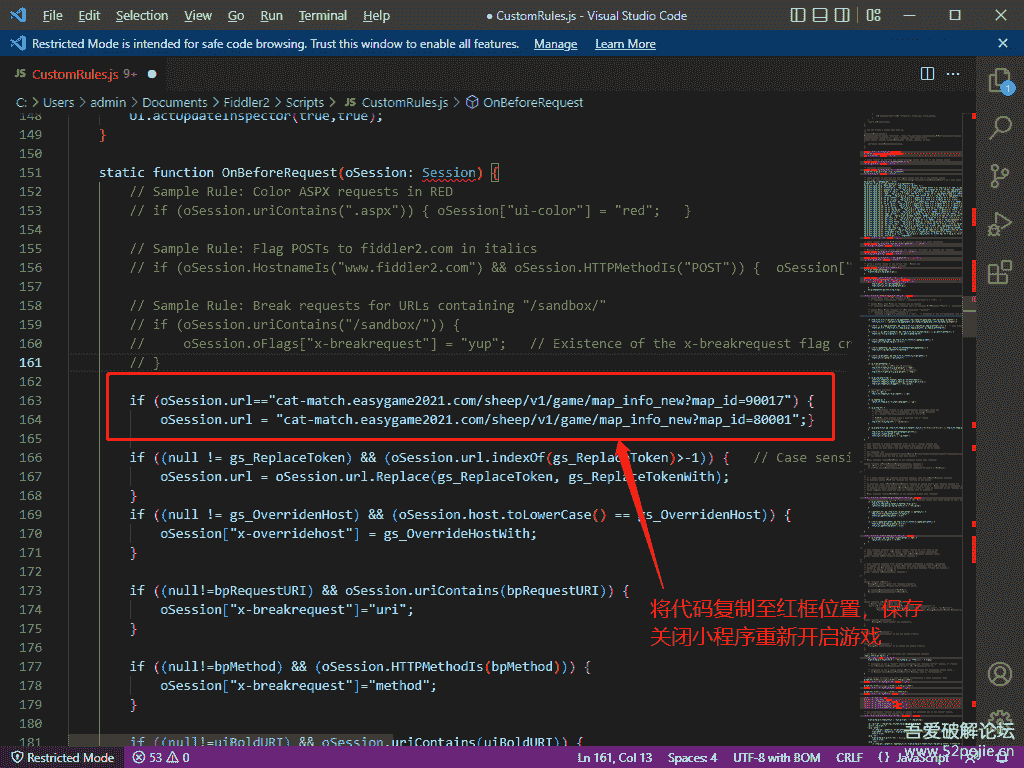 File Edit Selection View Go Run Terminal Help
● CustomRules.js - Visual Studio Code
Restricted Mode is intended for safe code browsing. Trust this window to enable all features. Manage Learn More
JS CustomRules.js 9+ ●
C: > Users > admin > Documents > Fiddler2 > Scripts > JS CustomRules.js > OnBeforeRequest
148 UI.actUpdateInspector(true,true);
149 }
150
151 static function OnBeforeRequest(oSession: Session) {
152 // Sample Rule: Color ASPX requests in RED
153 // if (oSession.uriContains(".aspx")) { oSession["ui-color"] = "red"; }
154
155 // Sample Rule: Flag POSTs to fiddler2.com in italics
156 // if (oSession.HostnameIs("www.fiddler2.com") && oSession.HTTPMethodIs("POST")) { oSession["
157
158 // Sample Rule: Break requests for URLs containing "/sandbox/"
159 // if (oSession.uriContains("/sandbox/")) {
160 // oSession.oFlags["x-breakrequest"] = "yup"; // Existence of the x-breakrequest flag cr
161 // }
162
163 if (oSession.url=="cat-match.easygame2021.com/sheep/v1/game/map_info_new?map_id=90017") {
164 oSession.url = "cat-match.easygame2021.com/sheep/v1/game/map_info_new?map_id=80001";}
165
166 if ((null != gs_ReplaceToken) && (oSession.url.indexOf(gs_ReplaceToken)>-1)) { // Case sensi
167 oSession.url = oSession.url.Replace(gs_ReplaceToken, gs_ReplaceTokenWith);
168 }
169 if ((null != gs_OverridenHost) && (oSession.host.toLowerCase() == gs_OverridenHost)) {
170 oSession["x-overridehost"] = gs_OverrideHostWith;
171 }
172
173 if ((null!=bpRequestURI) && oSession.uriContains(bpRequestURI)) {
174 oSession["x-breakrequest"]="uri";
175 }
176
177 if ((null!=bpMethod) && (oSession.HTTPMethodIs(bpMethod))) {
178 oSession["x-breakrequest"]="method";
179 }
180
181 if ((null!=uiBoldURI) && oSession.uriContains(uiBoldURI)) {
将代码复制至红框位置，保存
关闭小程序重新开启游戏
1
吾爱破解论坛
www.52pojie.cn
Restricted Mode 53 0 Ln 161, Col 13 Spaces: 4 UTF-8 with BOM CRLF {} JavaScript